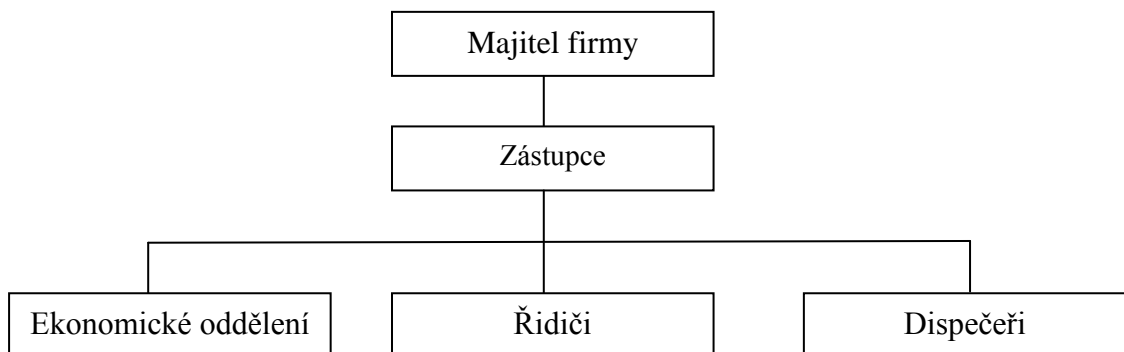 Majitel firmy
Zástupce
Ekonomické oddělení
Řidiči
Dispečeři